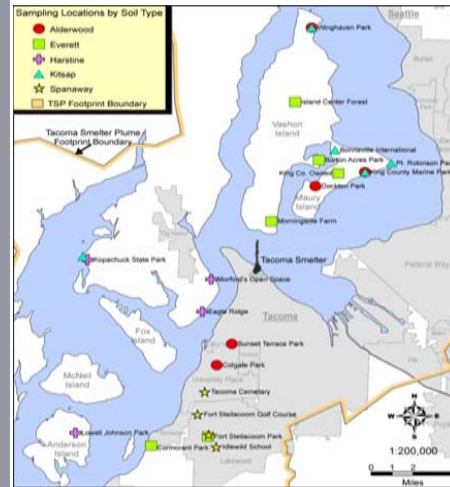 Sampling Locations by Soil Type
Alderwood
Everett
Harstine
Kitsap
Spanaway
TSP Footprint Boundary
Tacoma Smelter Plume
Footprint Boundary
Seattle
Winghaven Park
Island Center Forest
Vashon
Island
Bonneville International
Burton Acres Park
Pt. Robinson
King Co. Owned
King County Marine Park
Dockton Park
Maury
Island
Morningside Farm
Kopachuck State Park
Tacoma Smelter
Morford's Open Space
Federal Way
Fox
Island
Eagle Ridge
Tacoma
Sunset Terrace Park
Colgate Park
McNeil
Island
University Place
Tacoma Cemetery
Fort Steilacoom Golf Course
Anderson
Island
Lowell Johnson Park
Fort Steilacoom Park
Cormorant Park
Idlewild School
Lakewood
N
W
E
S
1:200,000
0 1 2
Miles